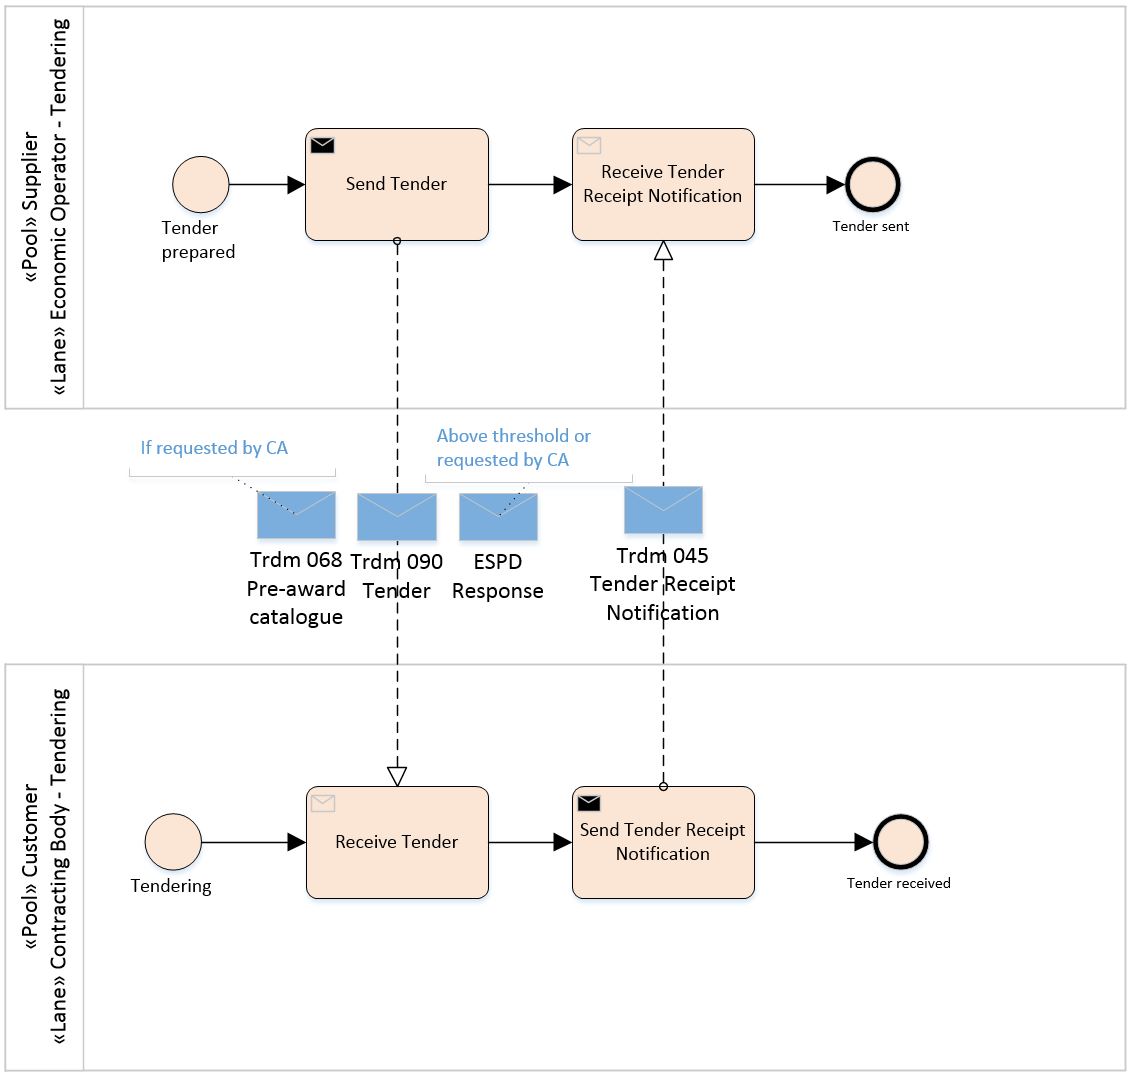 «Pool» Supplier
«Lane» Economic Operator - Tendering
Send Tender
Receive Tender
Receipt Notification
Tender
prepared
Tender sent
If requested by CA
Above threshold or
requested by CA
Trdm 068
Pre-award
catalogue
Trdm 090
Tender
ESPD
Response
Trdm 045
Tender Receipt
Notification
«Pool» Customer
«Lane» Contracting Body - Tendering
Receive Tender
Send Tender Receipt
Notification
Tendering
Tender received